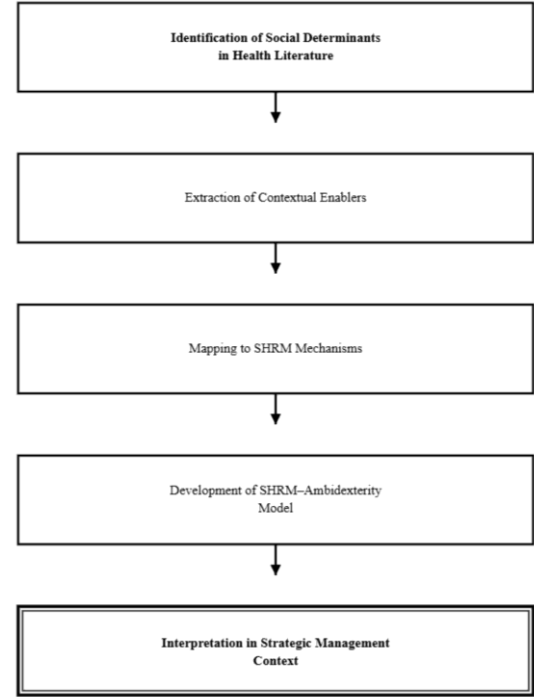 Identification of Social Determinants
in Health Literature
Extraction of Contextual Enablers
Mapping to SHRM Mechanisms
Development of SHRM–Ambidexterity
Model
Interpretation in Strategic Management
Context